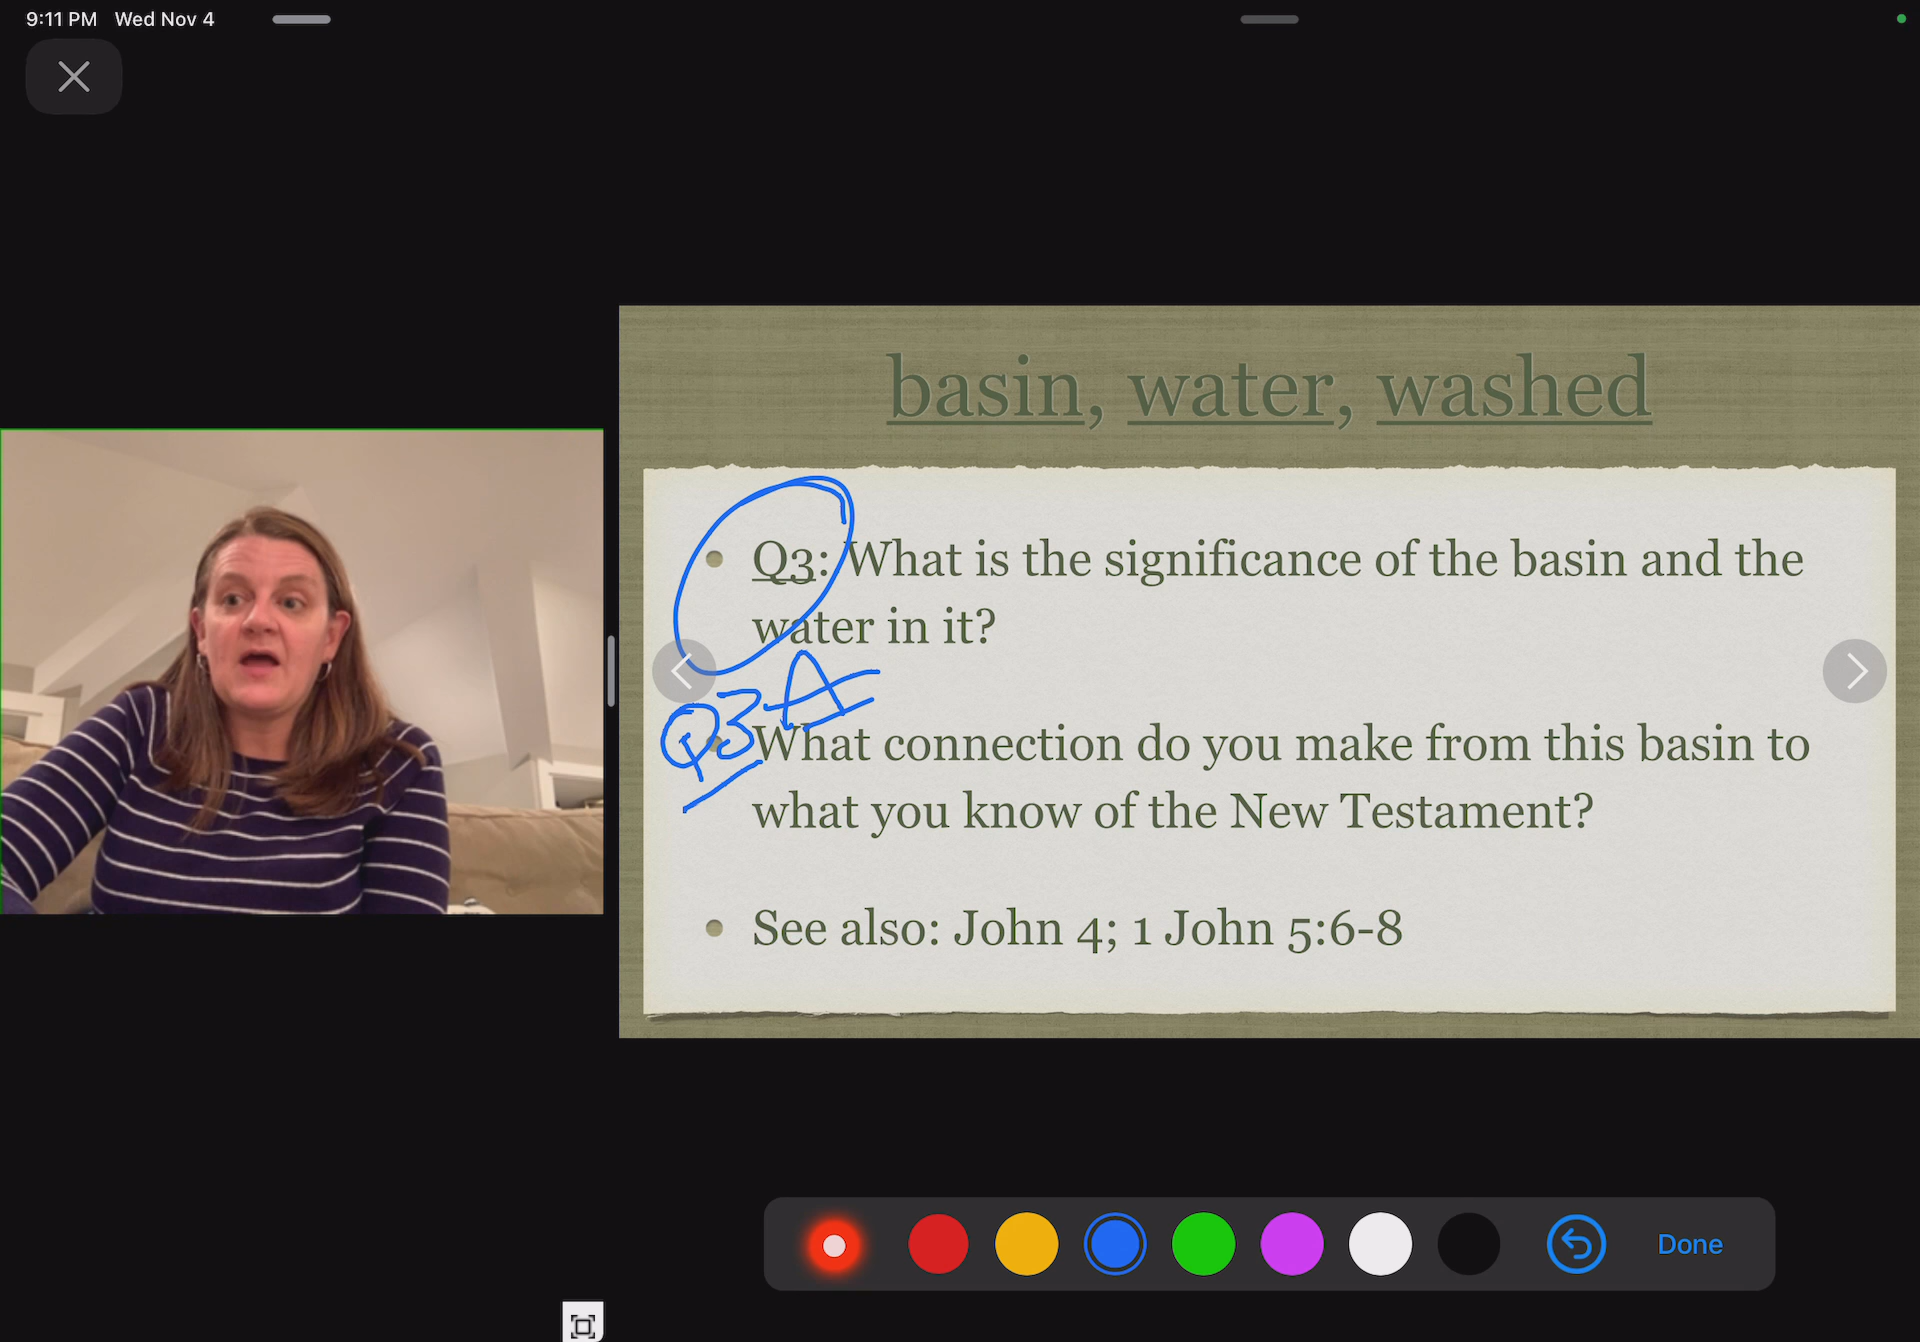 9:11 PM Wed Nov 4
basin, water, washed
Q3: What is the significance of the basin and the
water in it?
Q3 A
What connection do you make from this basin to
what you know of the New Testament?
See also: John 4; 1 John 5:6-8
Done